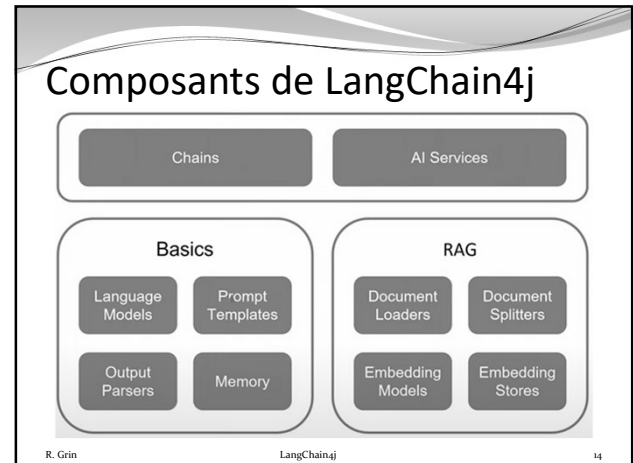 Composants de LangChain4j
Chains
AI Services
Basics
Language
Models
Prompt
Templates
Output
Parsers
Memory
RAG
Document
Loaders
Document
Splitters
Embedding
Models
Embedding
Stores
R. Grin
LangChain4j
14